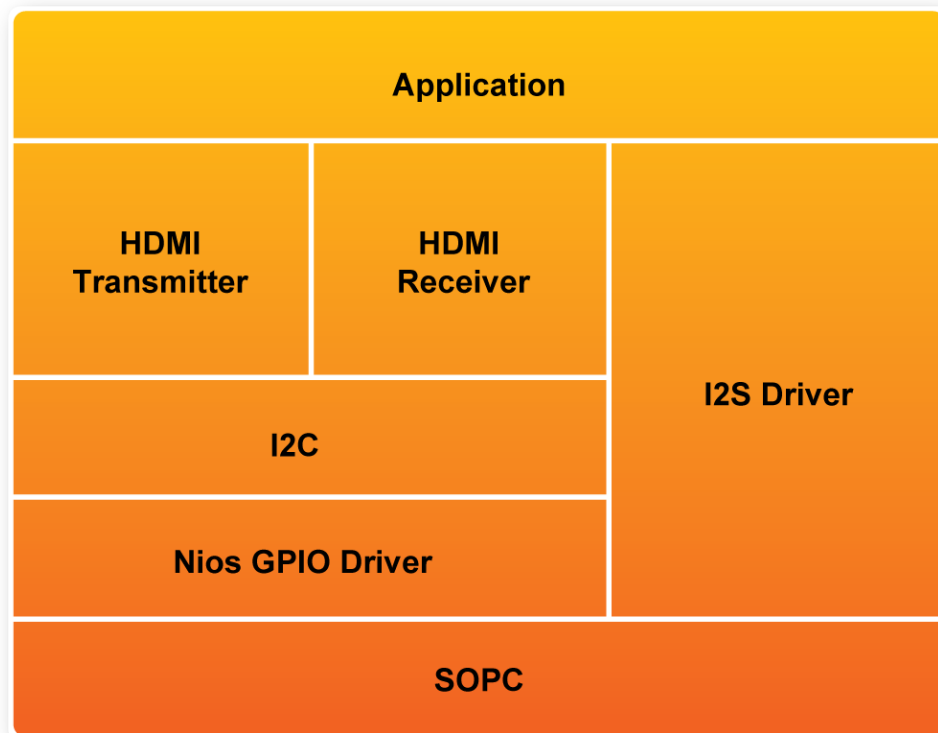 Application
HDMI
Transmitter
HDMI
Receiver
I2S Driver
I2C
Nios GPIO Driver
SOPC